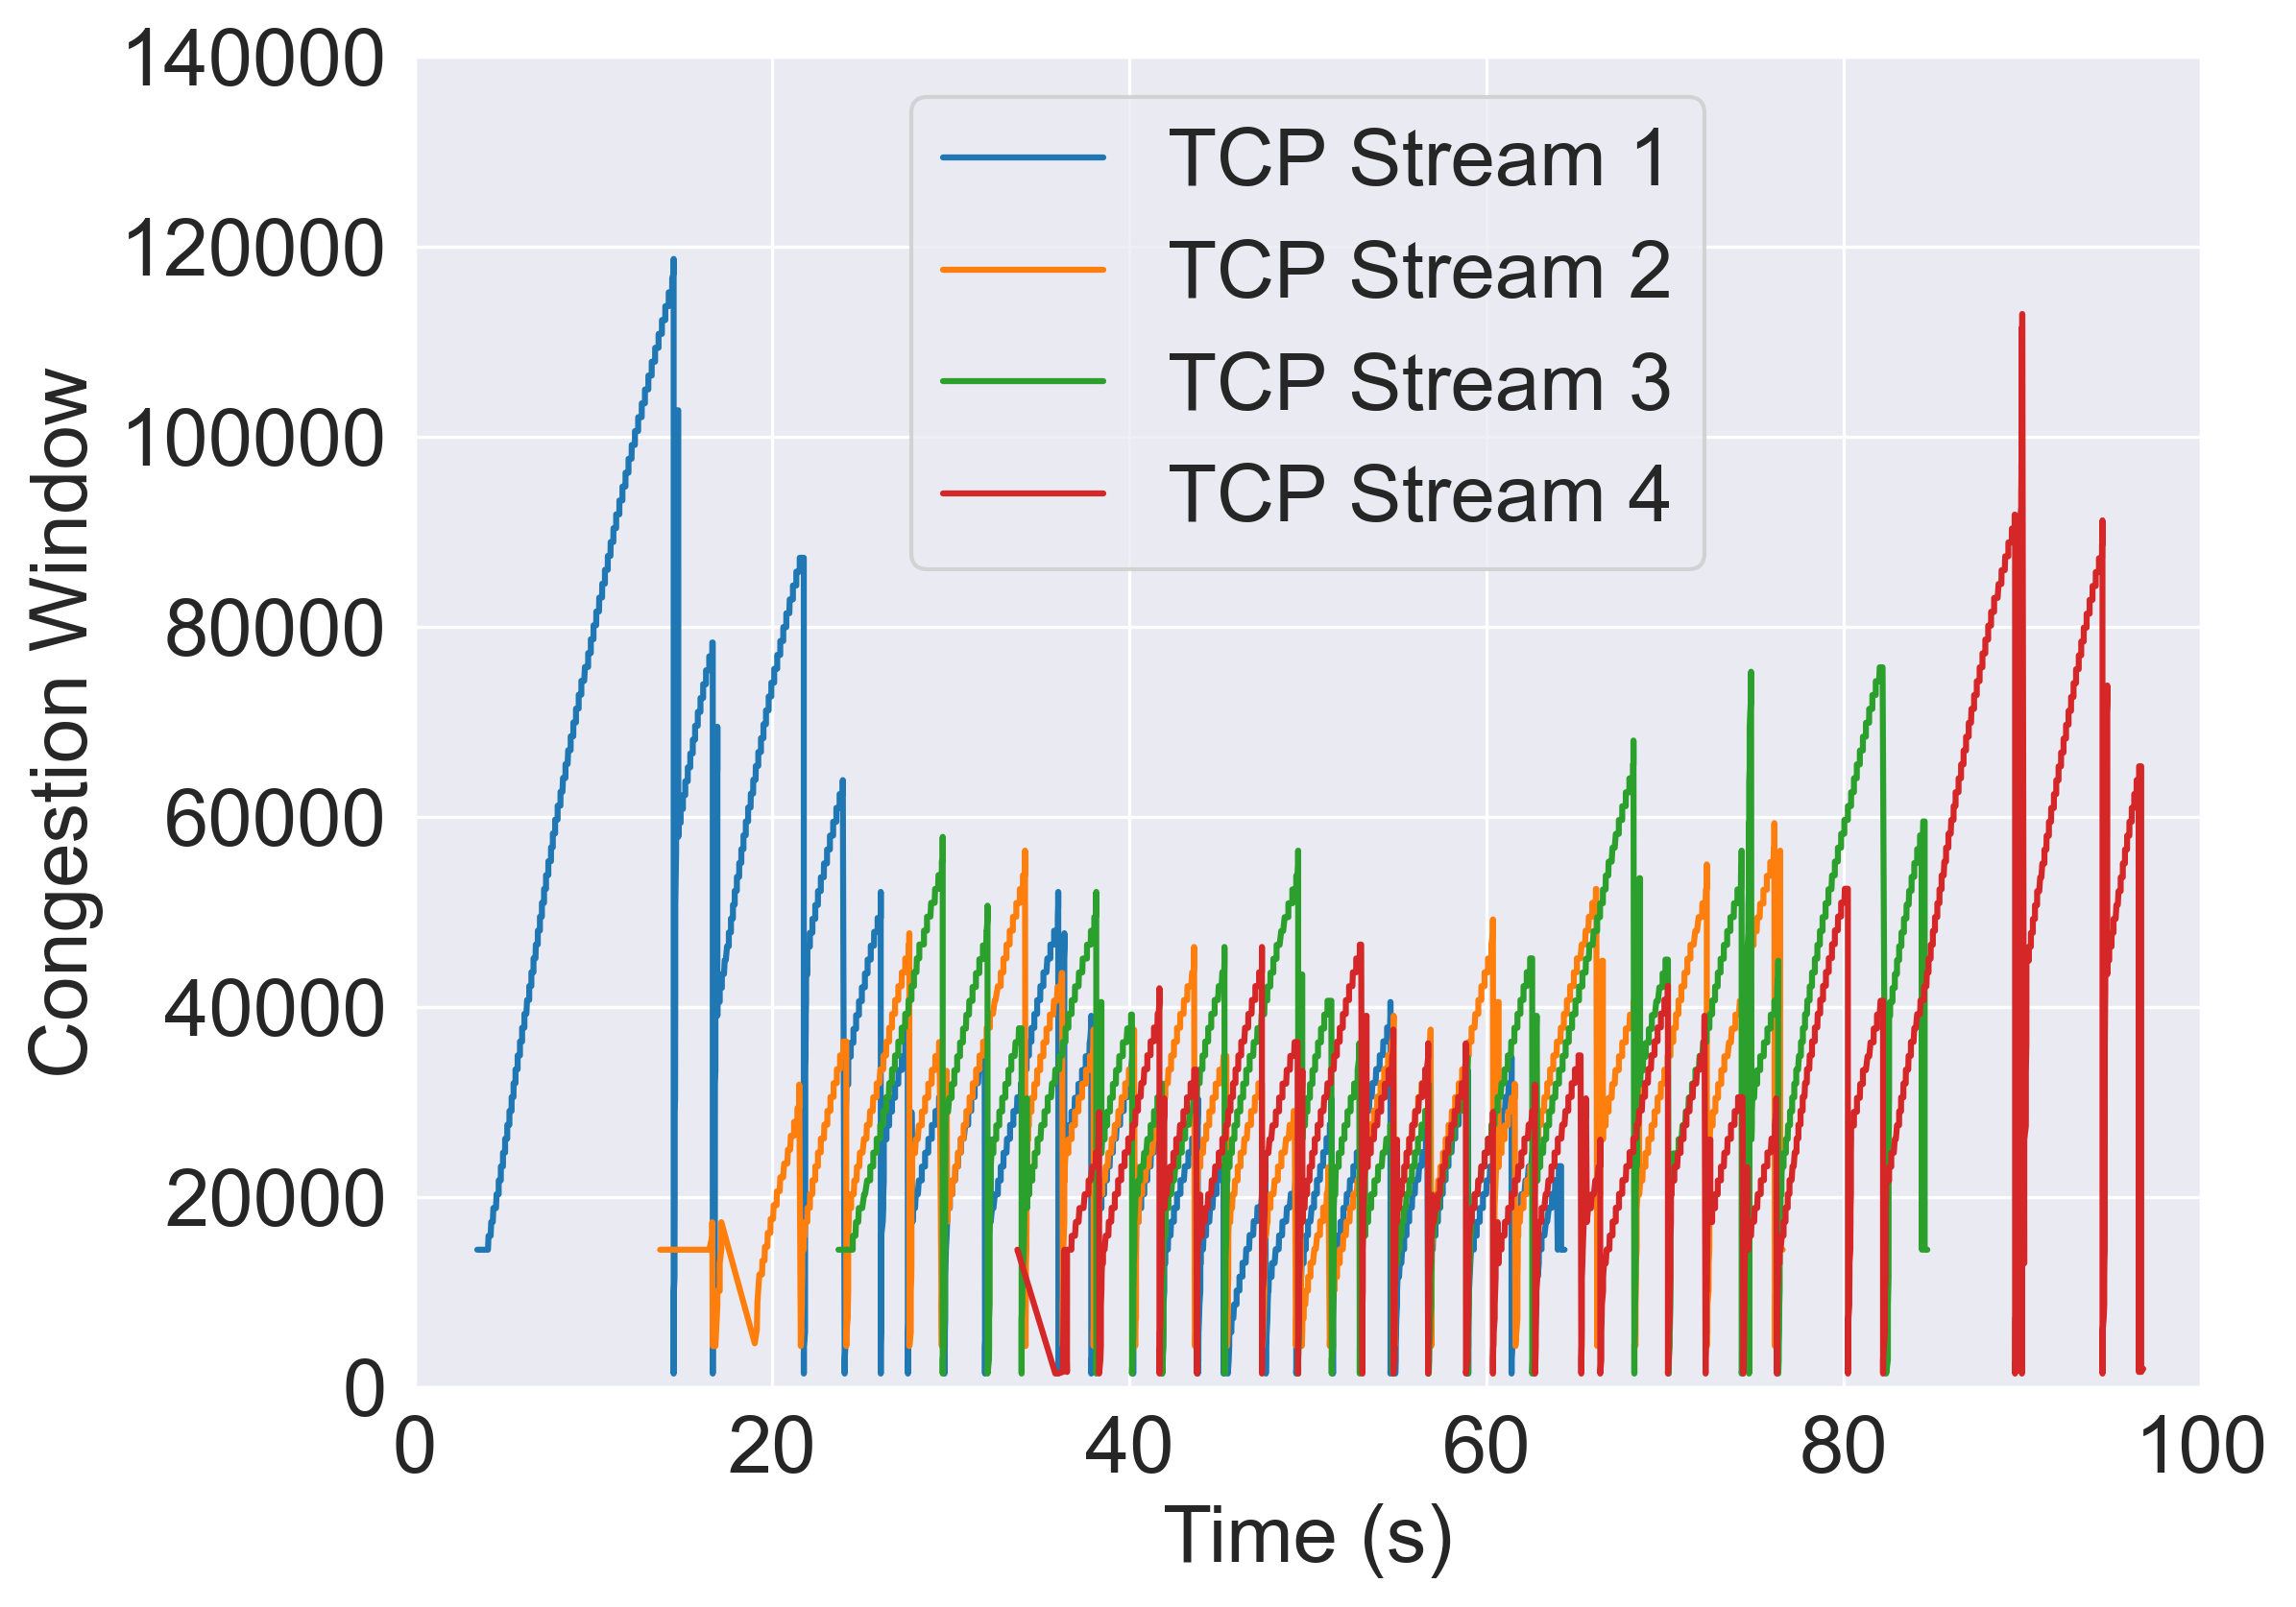 140000
120000
100000
80000
60000
40000
20000
0
Congestion Window
TCP Stream 1
TCP Stream 2
TCP Stream 3
TCP Stream 4
0 20 40 60 80 100
Time (s)